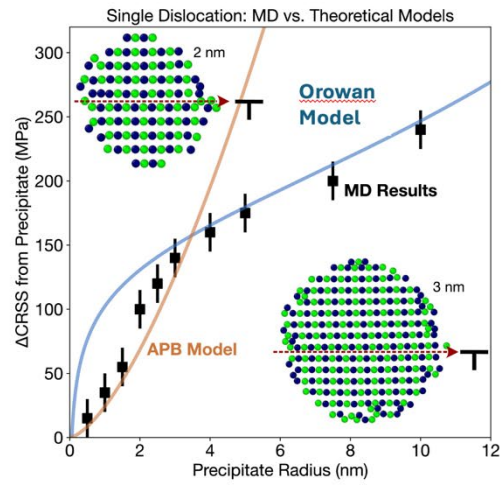 Single Dislocation: MD vs. Theoretical Models
ΔCRSS from Precipitate (MPa)
300
250
200
150
100
50
0
2 nm
Orowan
Model
MD Results
APB Model
3 nm
0
2
4
6
8
10
12
Precipitate Radius (nm)